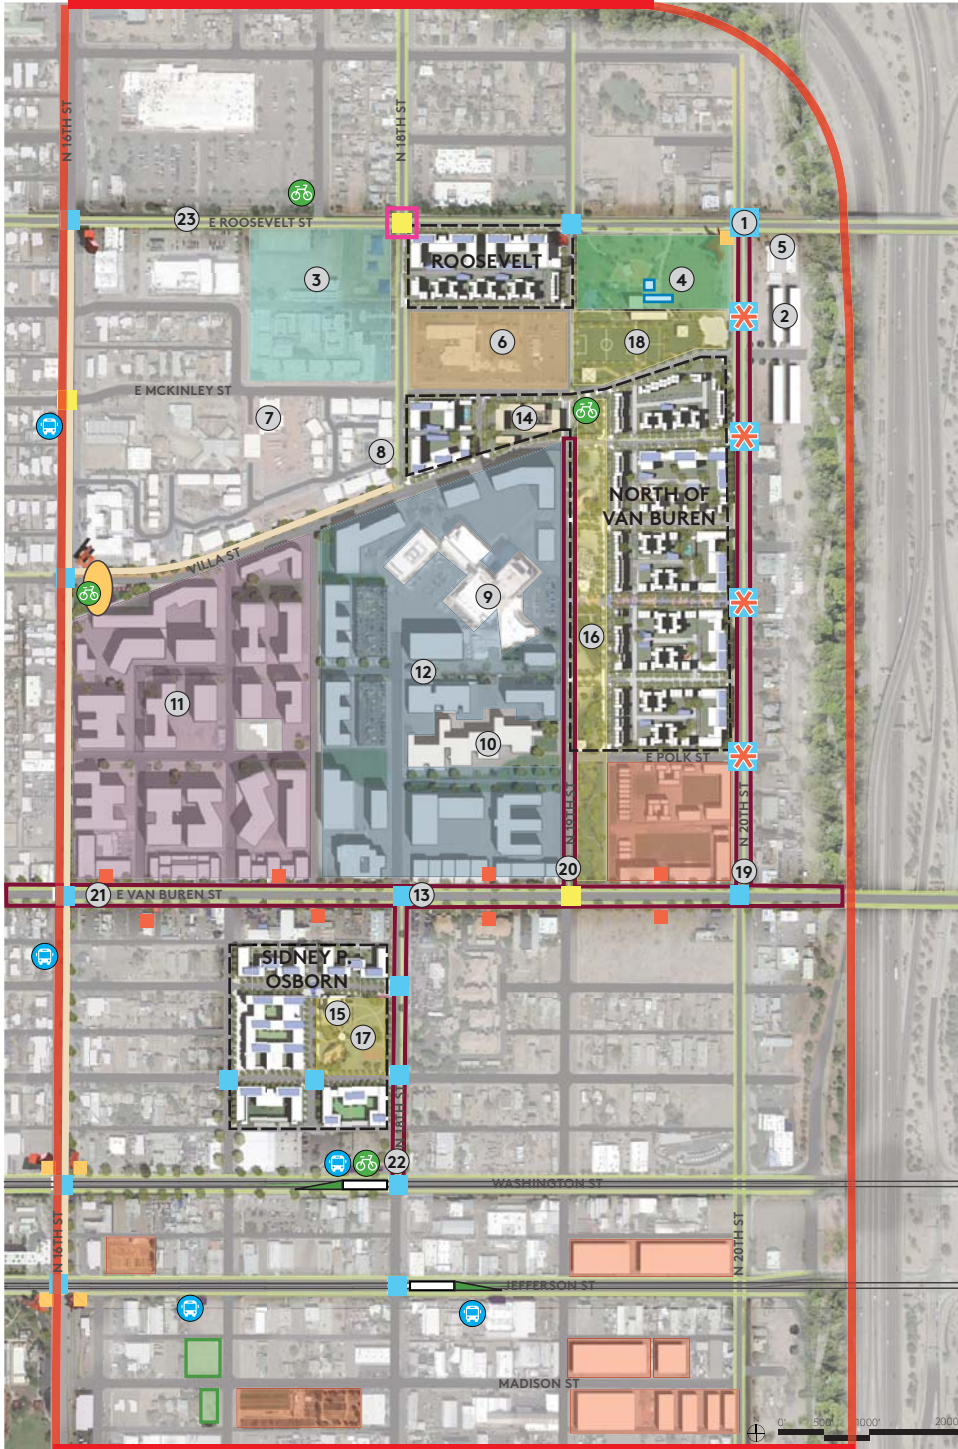 N 16TH ST
N 18TH ST
23
E ROOSEVELT ST
1
5
ROOSEVELT
3
4
2
6
18
E MCKINLEY ST
7
14
8
NORTH OF
VAN BUREN
VILLA ST
9
16
12
11
10
E POLK ST
N 19TH ST
N 20TH ST
20
19
21
E VAN BUREN ST
13
SIDNEY P.
OSBORN
15
17
N 18TH ST
22
WASHINGTON ST
N 16TH ST
N 20TH ST
JEFFERSON ST
MADISON ST
N
0'
500'
1000'
2000